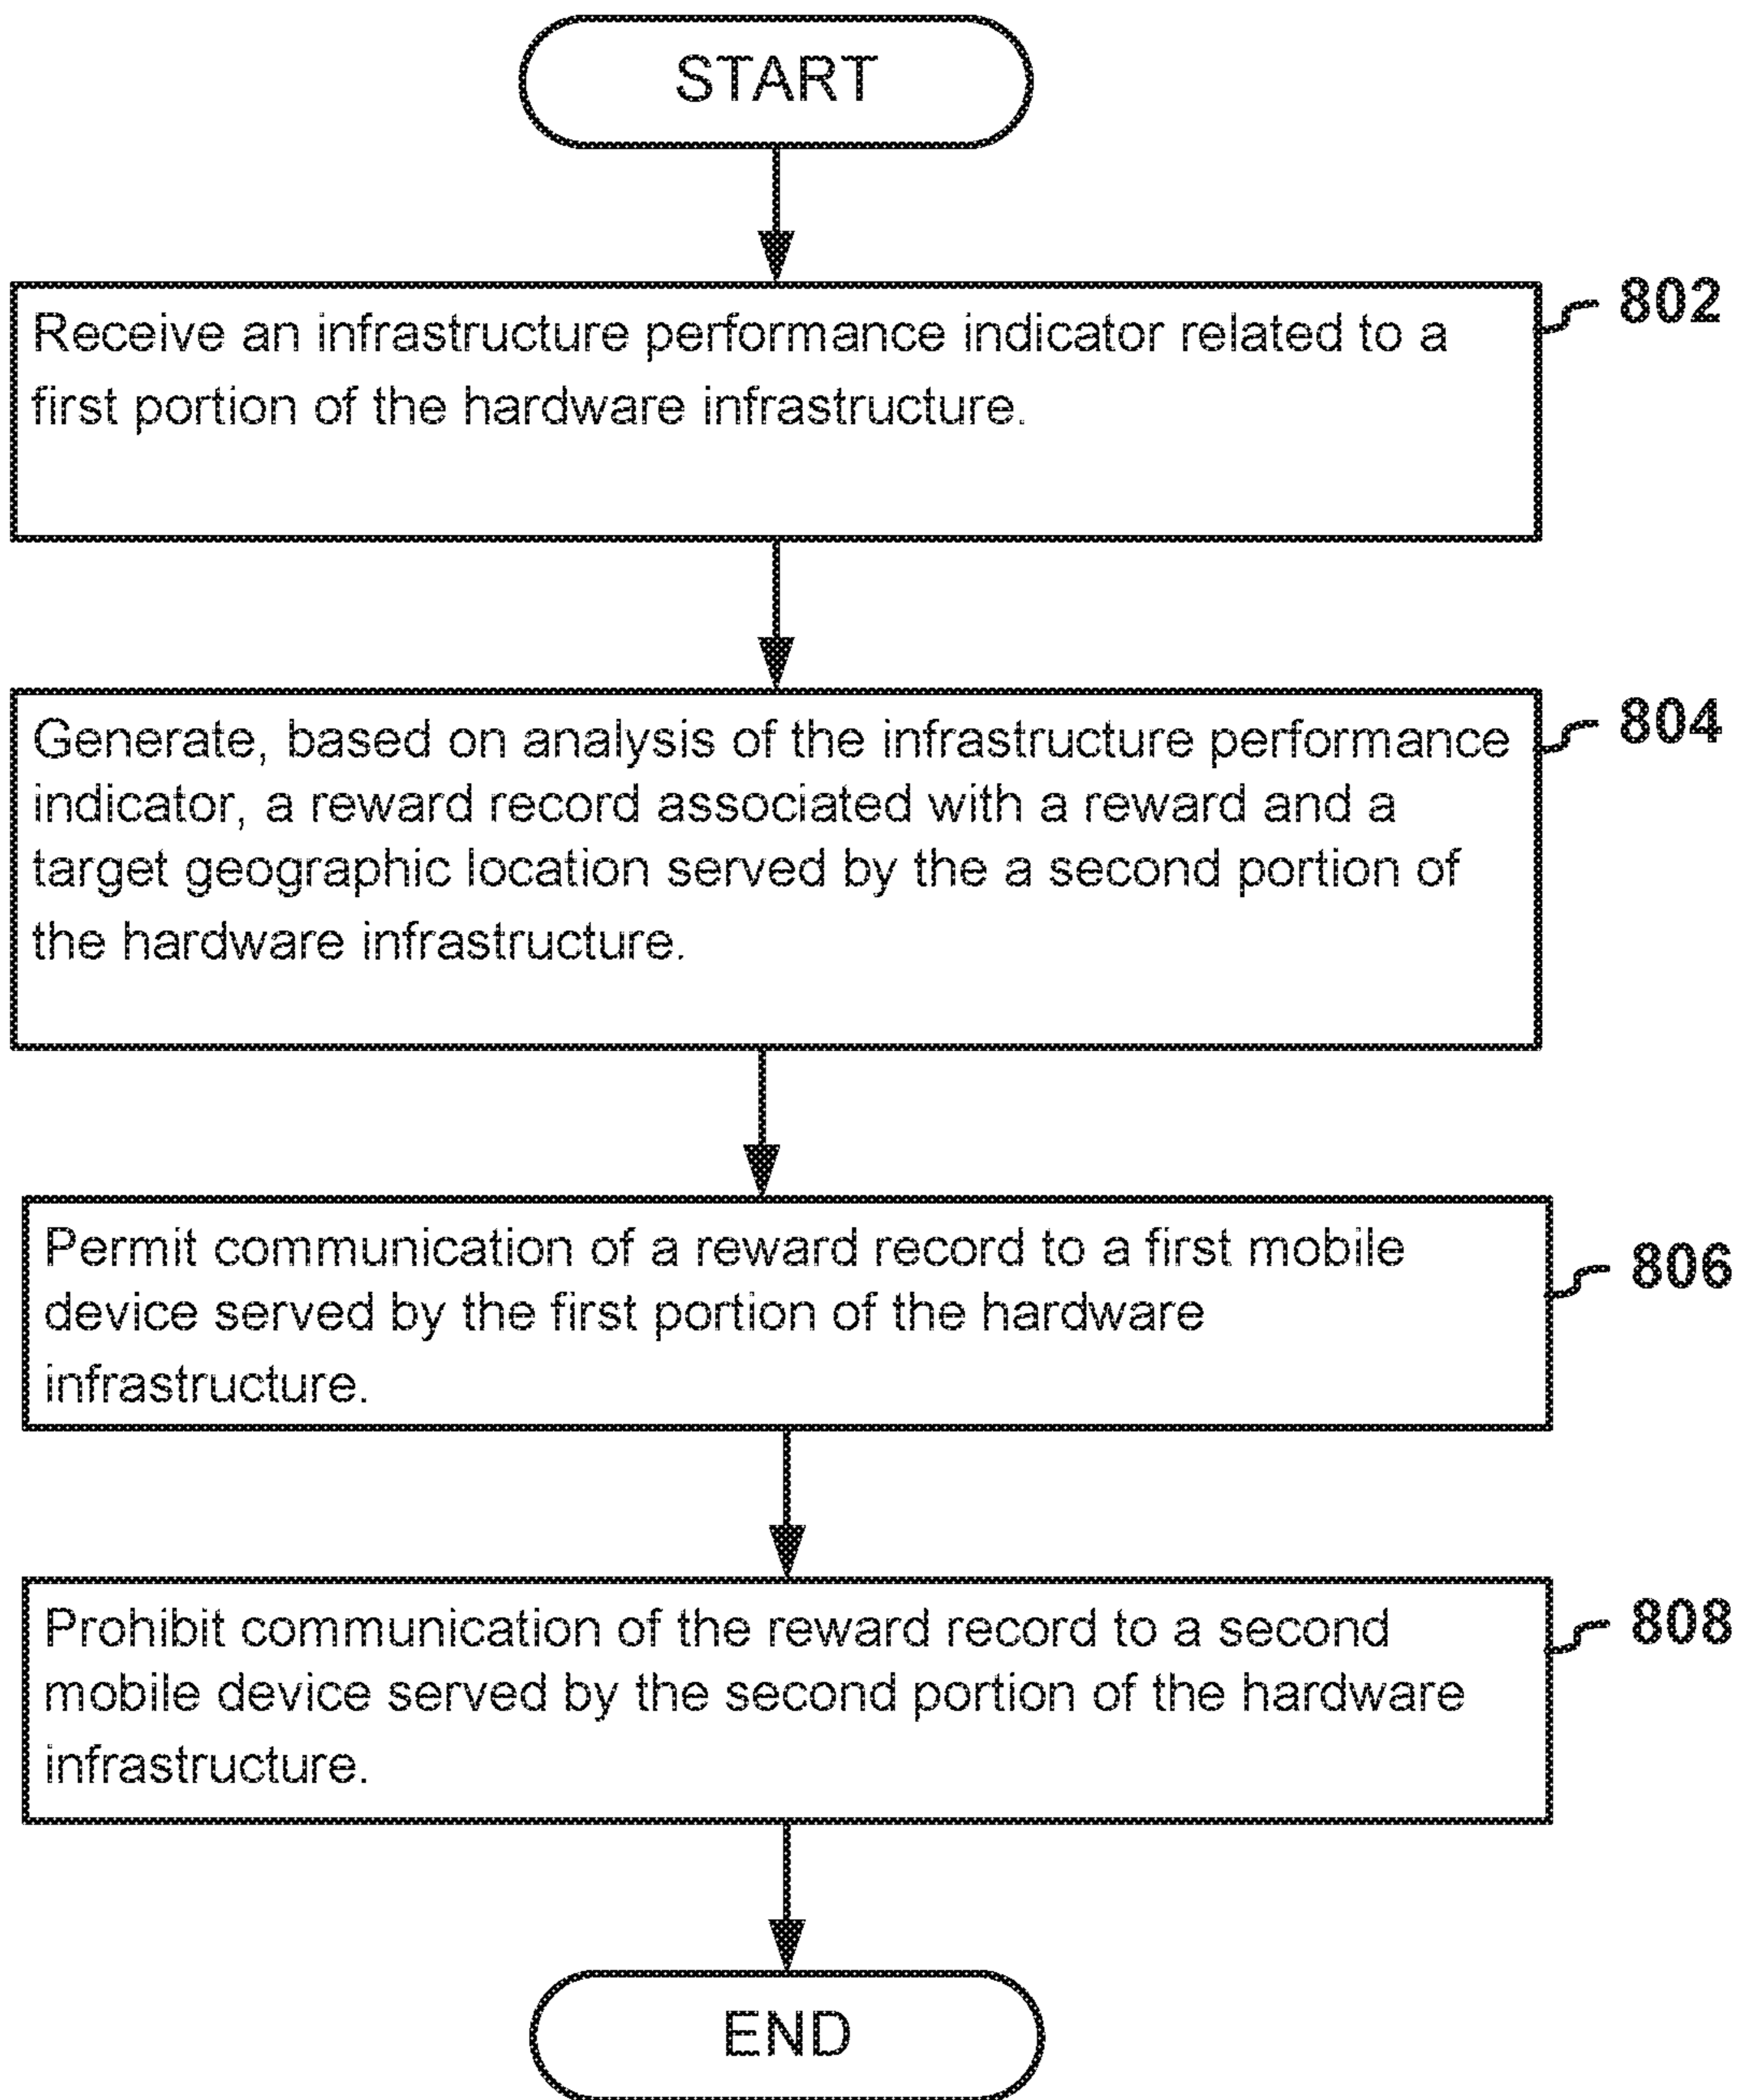 START
802
Receive an infrastructure performance indicator related to a
first portion of the hardware infrastructure.
804
Generate, based on analysis of the infrastructure performance
indicator, a reward record associated with a reward and a
target geographic location served by the a second portion of
the hardware infrastructure.
806
Permit communication of a reward record to a first mobile
device served by the first portion of the hardware
infrastructure.
808
Prohibit communication of the reward record to a second
mobile device served by the second portion of the hardware
infrastructure.
END